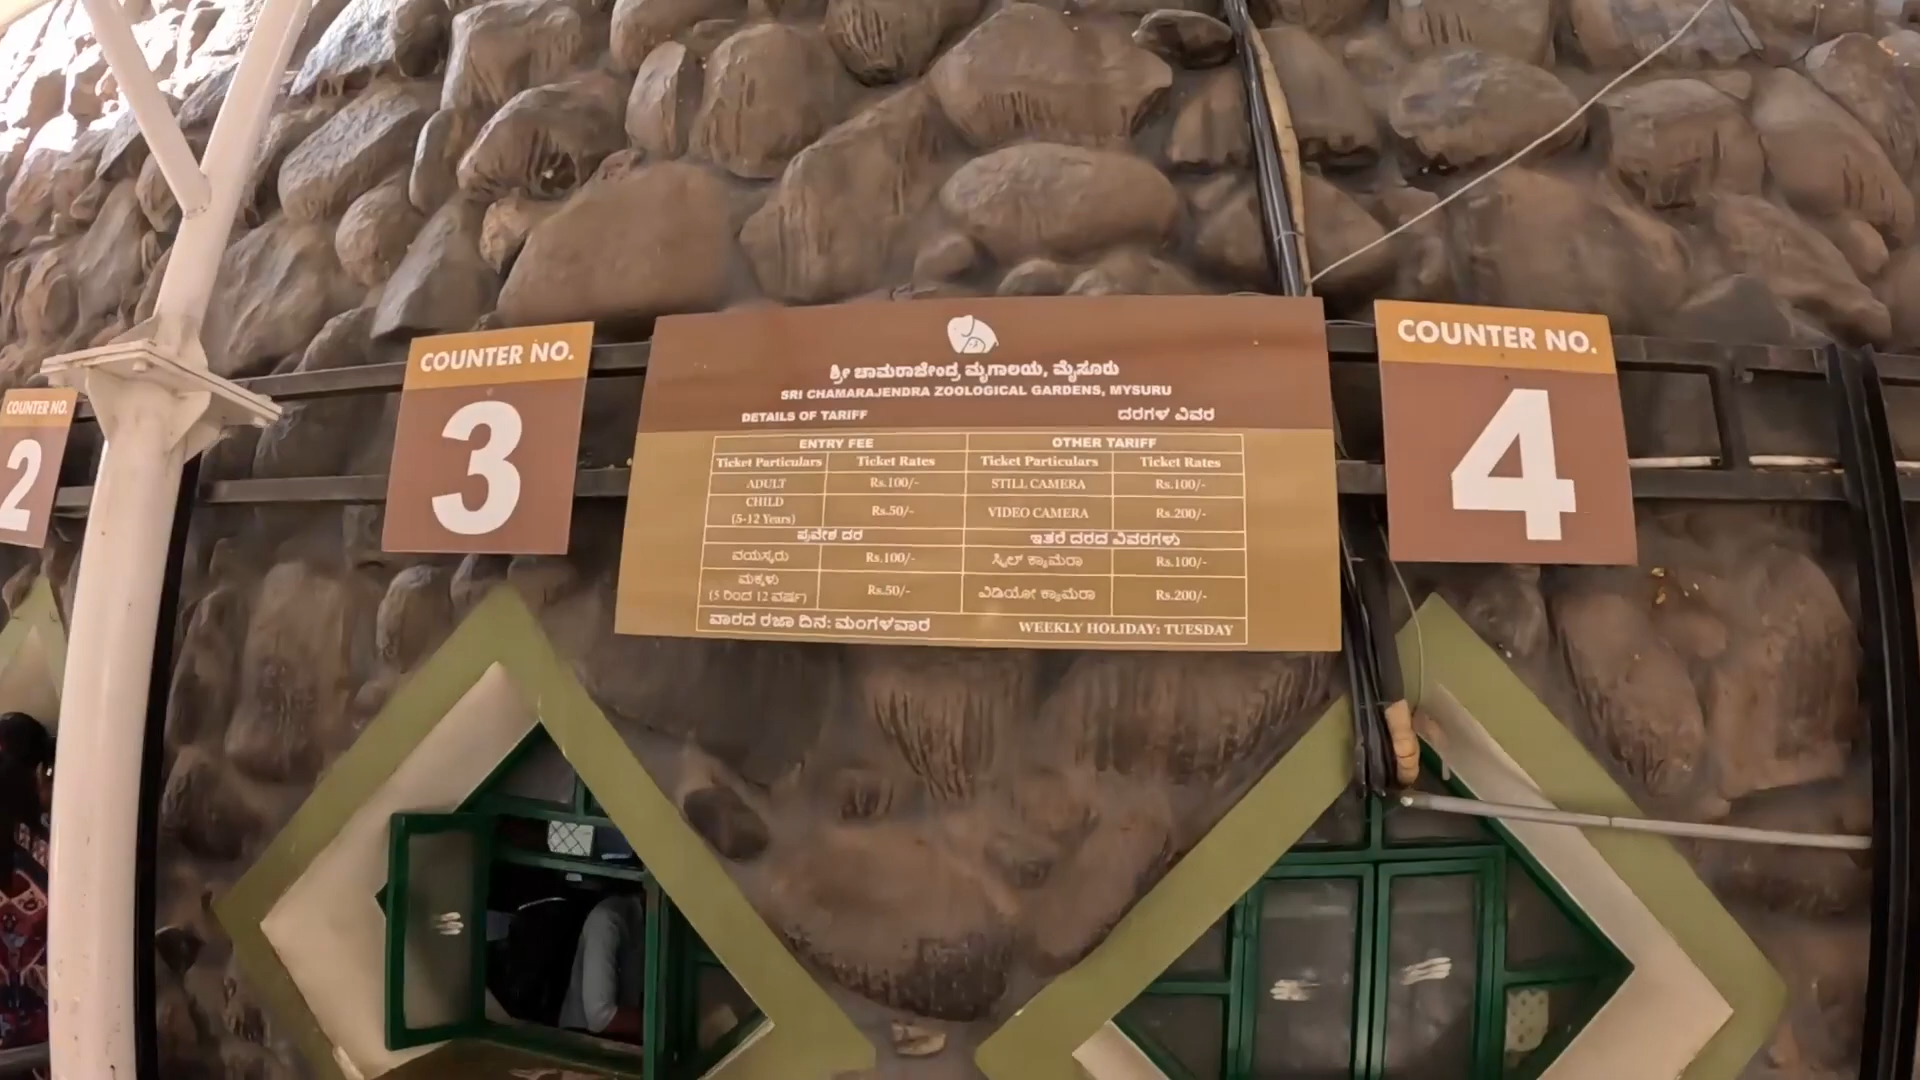 COUNTER NO.
2
COUNTER NO.
3
ಶ್ರೀ ಚಾಮರಾಜೇಂದ್ರ ಮೃಗಾಲಯ, ಮೈಸೂರು
SRI CHAMARAJENDRA ZOOLOGICAL GARDENS, MYSURU
DETAILS OF TARIFF ದರಗಳ ವಿವರ
ENTRY FEE OTHER TARIFF
Ticket Particulars Ticket Rates Ticket Particulars Ticket Rates
ADULT Rs.100/- STILL CAMERA Rs.100/-
CHILD
(5-12 Years) Rs.50/- VIDEO CAMERA Rs.200/-
ಪ್ರವೇಶ ದರ ಇತರೆ ದರದ ವಿವರಗಳು
ವಯಸ್ಕರು Rs.100/- ಸ್ಟಿಲ್ ಕ್ಯಾಮೆರಾ Rs.100/-
ಮಕ್ಕಳು
(5 ರಿಂದ 12 ವರ್ಷ) Rs.50/- ವಿಡಿಯೋ ಕ್ಯಾಮೆರಾ Rs.200/-
ವಾರದ ರಜಾ ದಿನ: ಮಂಗಳವಾರ WEEKLY HOLIDAY: TUESDAY
COUNTER NO.
4